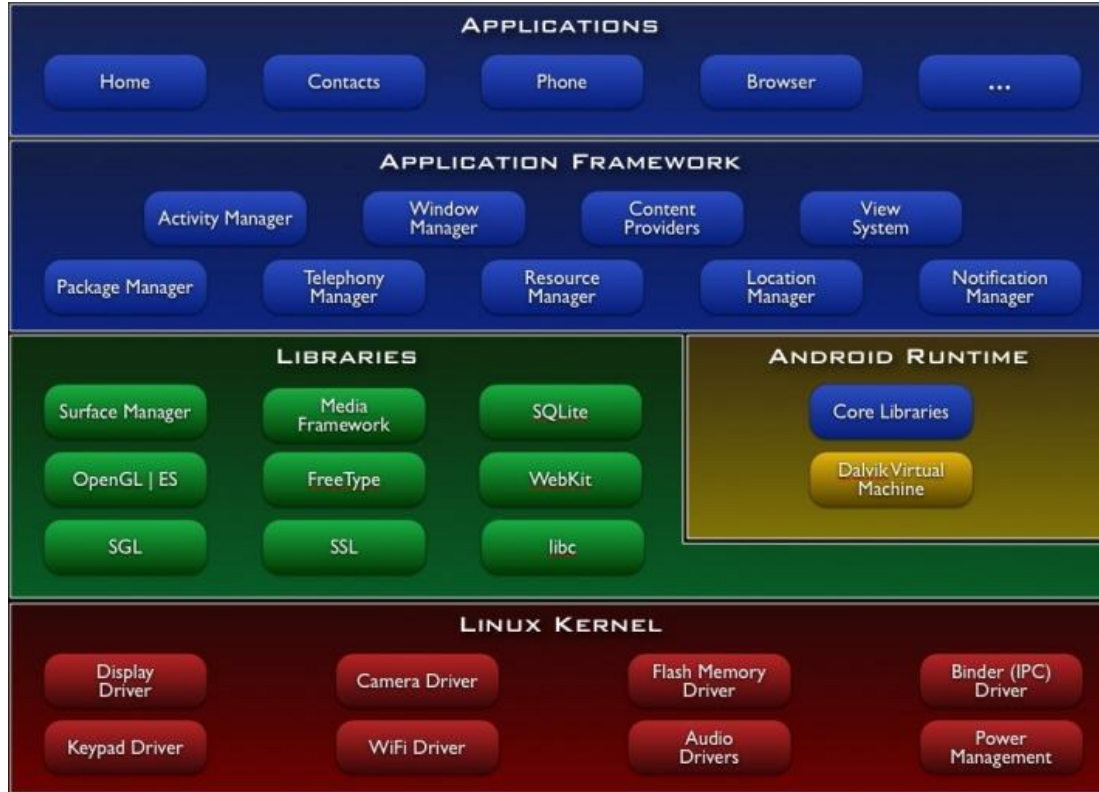 APPLICATIONS
Home
Contacts
Phone
Browser
...
APPLICATION FRAMEWORK
Activity Manager
Window
Manager
Content
Providers
View
System
Package Manager
Telephony
Manager
Resource
Manager
Location
Manager
Notification
Manager
LIBRARIES
Surface Manager
Media
Framework
SQLite
OpenGL | ES
FreeType
WebKit
SGL
SSL
libc
ANDROID RUNTIME
Core Libraries
Dalvik Virtual
Machine
LINUX KERNEL
Display
Driver
Camera Driver
Flash Memory
Driver
Binder (IPC)
Driver
Keypad Driver
WiFi Driver
Audio
Drivers
Power
Management